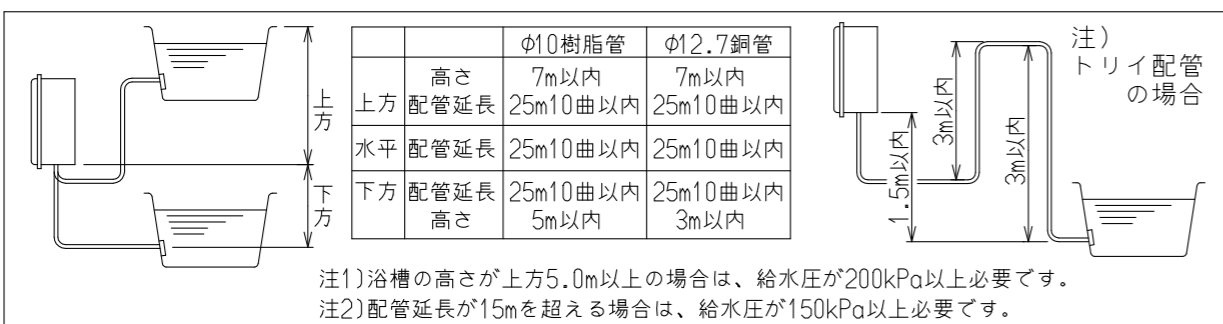 上方
下方
φ10樹脂管 φ12.7銅管
高さ 7m以内 7m以内
上方 配管延長 25m10曲以内 25m10曲以内
水平 配管延長 25m10曲以内 25m10曲以内
下方 配管延長 25m10曲以内 25m10曲以内
高さ 5m以内 3m以内
注)
トリイ配管
の場合
3m以内
3m以内
1.5m以内
注1)浴槽の高さが上方5.0m以上の場合は、給水圧が200kPa以上必要です。
注2)配管延長が15mを超える場合は、給水圧が150kPa以上必要です。